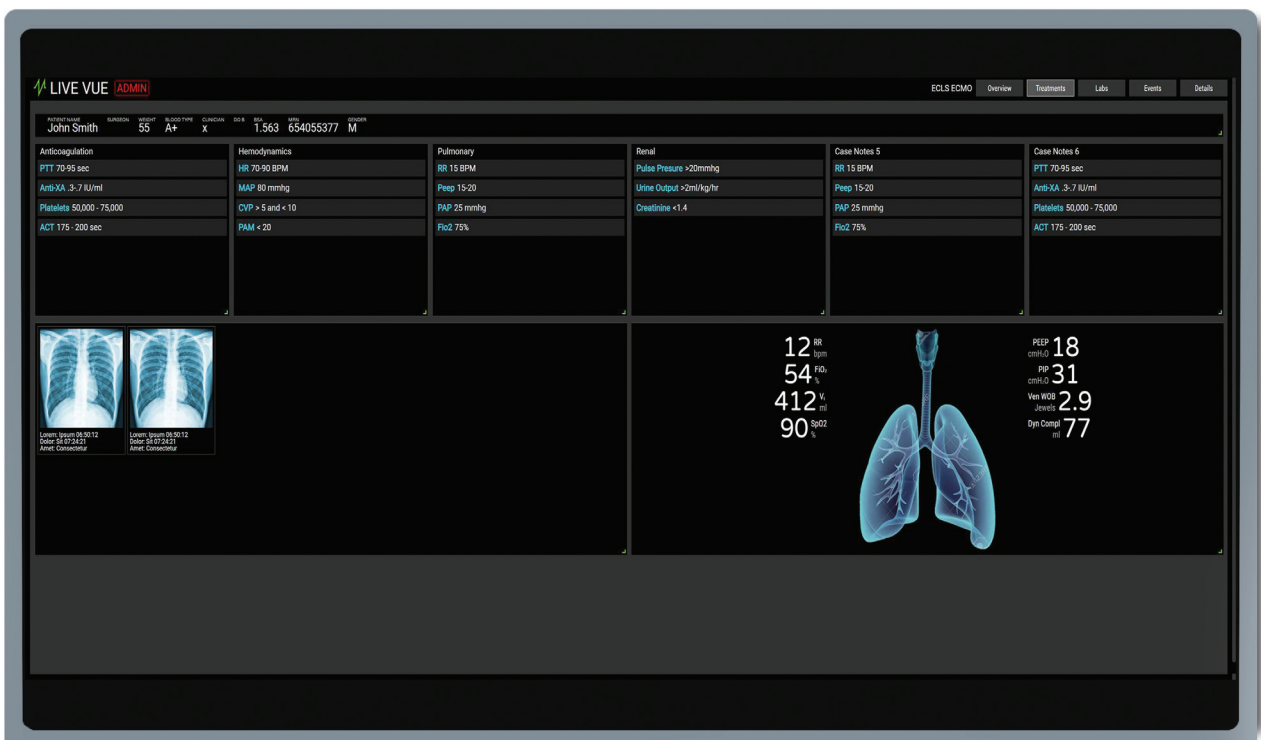 LIVE VUE ADMIN
ECLS ECMO Overview Treatments Labs Events Details
PATIENT NAME SURGEON WEIGHT BLOOD TYPE CLINICIAN DO B BSA MRN GENDER
John Smith 55 A+ x 1.563 654055377 M
Anticoagulation
PTT 70-95 sec
Anti-XA .3-.7 IU/ml
Platelets 50,000 - 75,000
ACT 175 - 200 sec
Hemodynamics
HR 70-90 BPM
MAP 80 mmhg
CVP > 5 and < 10
PAM < 20
Pulmonary
RR 15 BPM
Peep 15-20
PAP 25 mmhg
Fio2 75%
Renal
Pulse Presure >20mmhg
Urine Output >2ml/kg/hr
Creatinine <1.4
Case Notes 5
RR 15 BPM
Peep 15-20
PAP 25 mmhg
Fio2 75%
Case Notes 6
PTT 70-95 sec
Anti-XA .3-.7 IU/ml
Platelets 50,000 - 75,000
ACT 175 - 200 sec
Lorem: Ipsum 06:50:12
Dolor: Sit 07:24:21
Amet: Consectetur
Lorem: Ipsum 06:50:12
Dolor: Sit 07:24:21
Amet: Consectetur
12 RR bpm
54 FiO₂ %
412 Vₜ ml
90 SpO2 %
PEEP cmH₂O 18
PIP cmH₂O 31
Ven WOB Jewels 2.9
Dyn Compl ml 77